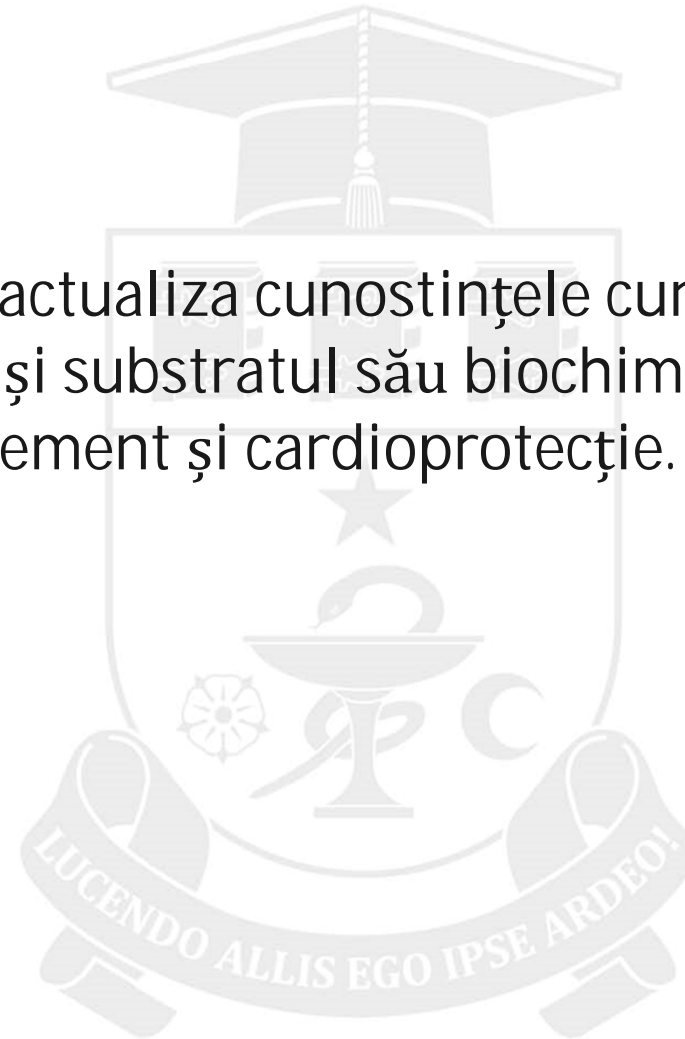 actualiza cunostințele cur
și substratul său biochim
ement și cardioprotecție.
LUCENDO ALLIS EGO IPSE ARDEO!